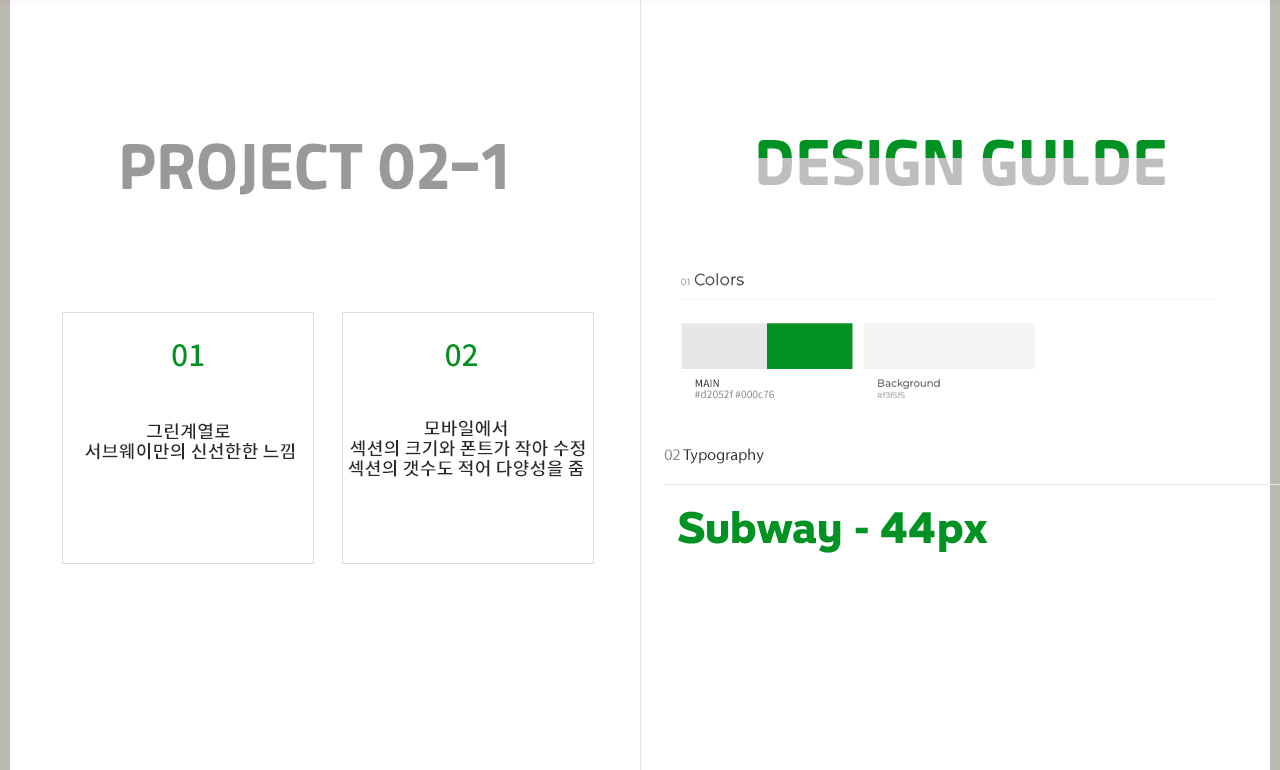 PROJECT 02-1
01
그린계열로
서브웨이만의 신선한한 느낌
02
모바일에서
섹션의 크기와 폰트가 작아 수정
섹션의 갯수도 적어 다양성을 줌
DESIGN GULDE
01 Colors
MAIN
#d2052f #000c76
Background
#f3f5f5
02 Typography
Subway - 44px